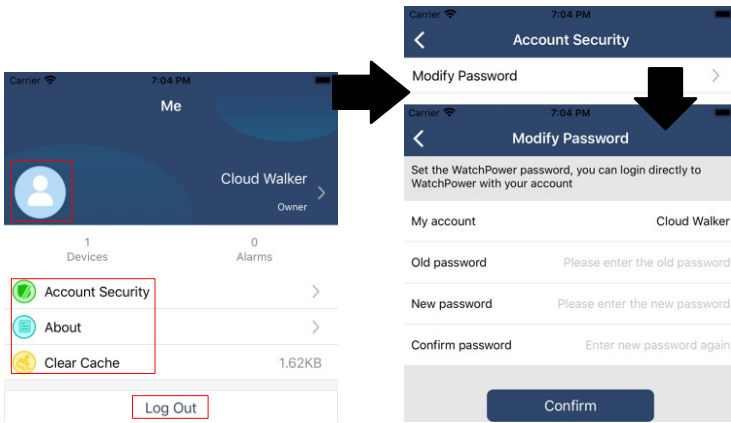 Carrier 7:04 PM
Me
Cloud Walker
Owner
1 0
Devices Alarms
Account Security
About
Clear Cache 1.62KB
Log Out
Carrier 7:04 PM
Account Security
Modify Password
Carrier 7:04 PM
Modify Password
Set the WatchPower password, you can login directly to
WatchPower with your account
My account Cloud Walker
Old password Please enter the old password
New password Please enter the new password
Confirm password Enter new password again
Confirm